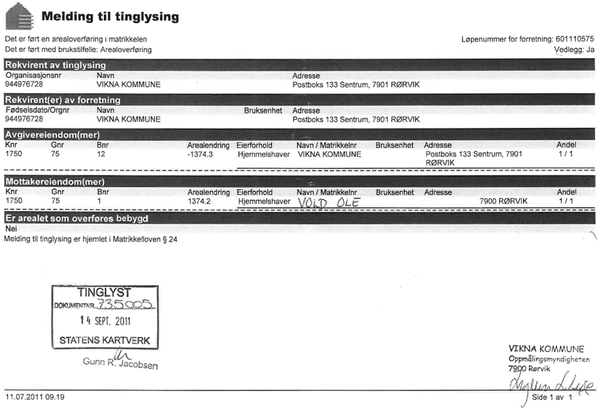 Melding til tinglysing
Det er ført en arealoverføring i matrikkelen
Det er ført med brukstilfelle: Arealoverføring
Løpenummer for forretning: 601110575
Vedlegg: Ja
Rekvirent av tinglysing
Organisasjonsnr Navn Adresse
944976728 VIKNA KOMMUNE Postboks 133 Sentrum, 7901 RØRVIK
Rekvirent(er) av forretning
Fødselsdato/Orgnr Navn Bruksenhet Adresse
944976728 VIKNA KOMMUNE Postboks 133 Sentrum, 7901 RØRVIK
Avgivereiendom(mer)
Knr Gnr Bnr Arealendring Eierforhold Navn / Matrikkelnr Bruksenhet Adresse Andel
1750 75 12 -1374.3 Hjemmelshaver VIKNA KOMMUNE Postboks 133 Sentrum, 7901 1 / 1
RØRVIK
Mottakereiendom(mer)
Knr Gnr Bnr Arealendring Eierforhold Navn / Matrikkelnr Bruksenhet Adresse Andel
1750 75 1 1374.2 Hjemmelshaver VOLD OLE 7900 RØRVIK 1 / 1
Er arealet som overføres bebygd
Nei
Melding til tinglysing er hjemlet i Matrikkelloven § 24
TINGLYST
DOKUMENTNR 735005
14 SEPT. 2011
STATENS KARTVERK
Gunn R. Jacobsen
VIKNA KOMMUNE
Oppmålingsmyndigheten
7900 Rørvik
11.07.2011 09.19
Side 1 av 1